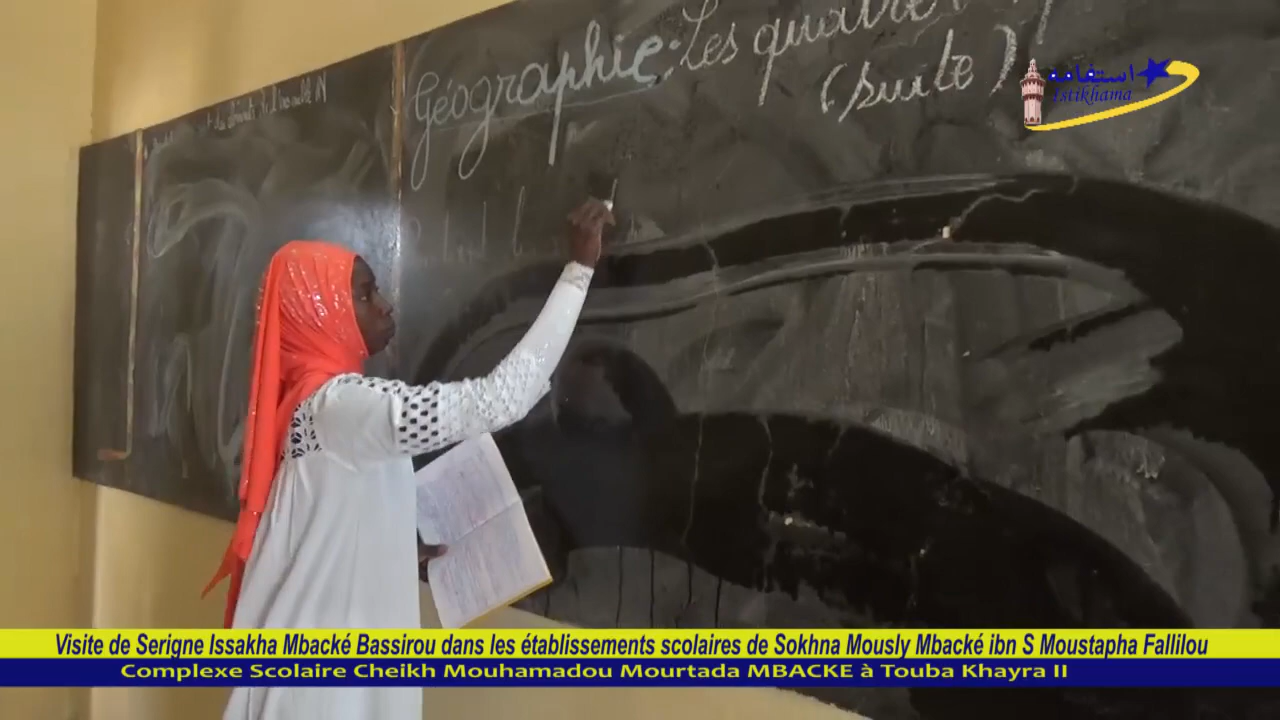 Géographie: Les quatre
(suite)
استقامة
Istikhama
Visite de Serigne Issakha Mbacké Bassirou dans les établissements scolaires de Sokhna Mously Mbacké ibn S Moustapha Fallilou
Complexe Scolaire Cheikh Mouhamadou Mourtada MBACKE à Touba Khayra II